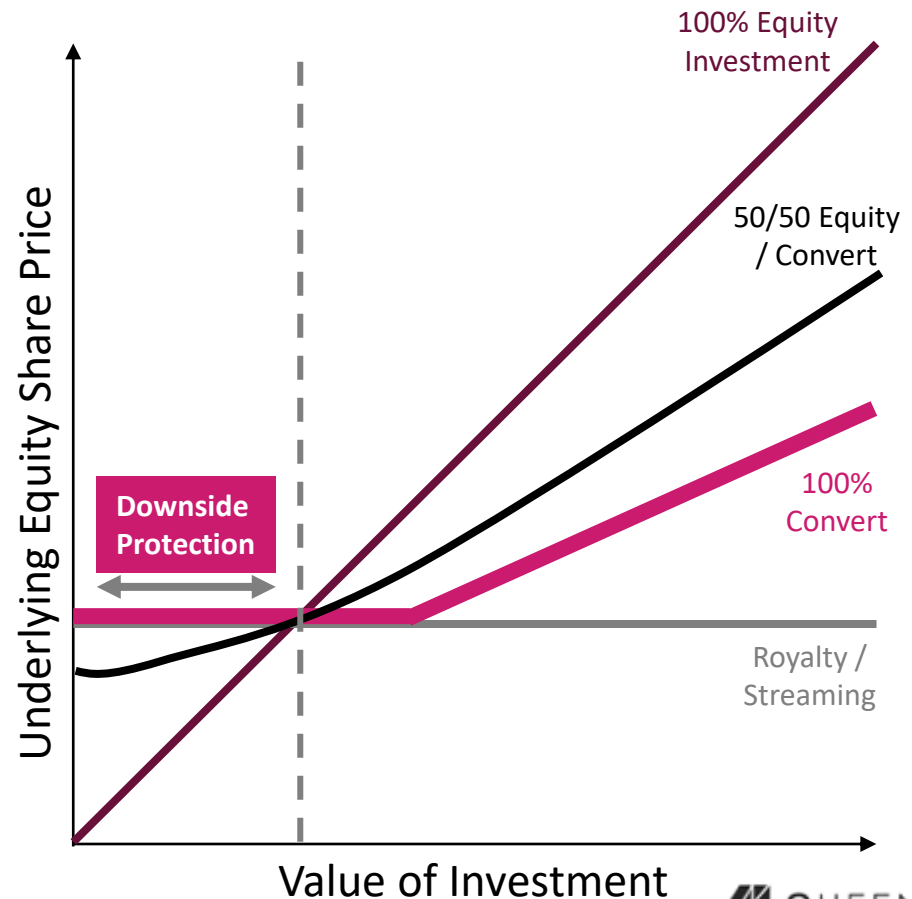 100% Equity
Investment
50/50 Equity
/ Convert
Underlying Equity Share Price
Downside
Protection
100%
Convert
Royalty /
Streaming
Value of Investment